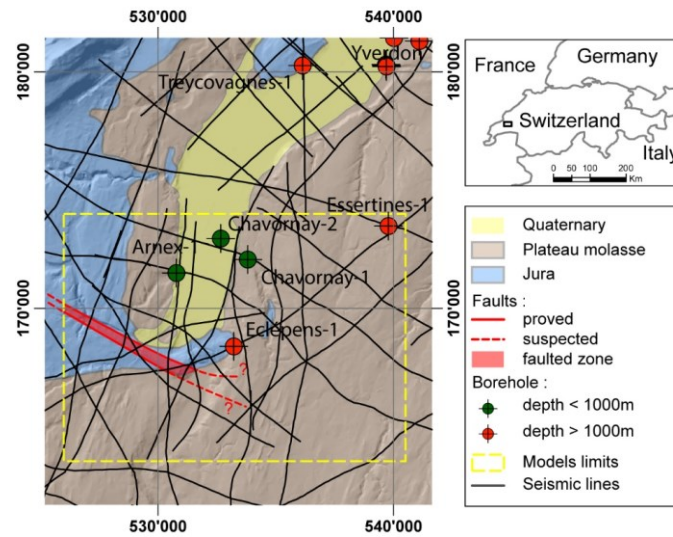 530'000
540'000
180'000
170'000
Treycovagnes-1
Yverdon
Essertines-1
Chavornay-2
Arnex-
Chavornay-1
Eclépens-1
?
?
180'000
170'000
530'000
540'000
France
Germany
Switzerland
Italy
0 50 100 200
Km
Quaternary
Plateau molasse
Jura
Faults :
proved
suspected
faulted zone
Borehole :
depth < 1000m
depth > 1000m
Models limits
Seismic lines